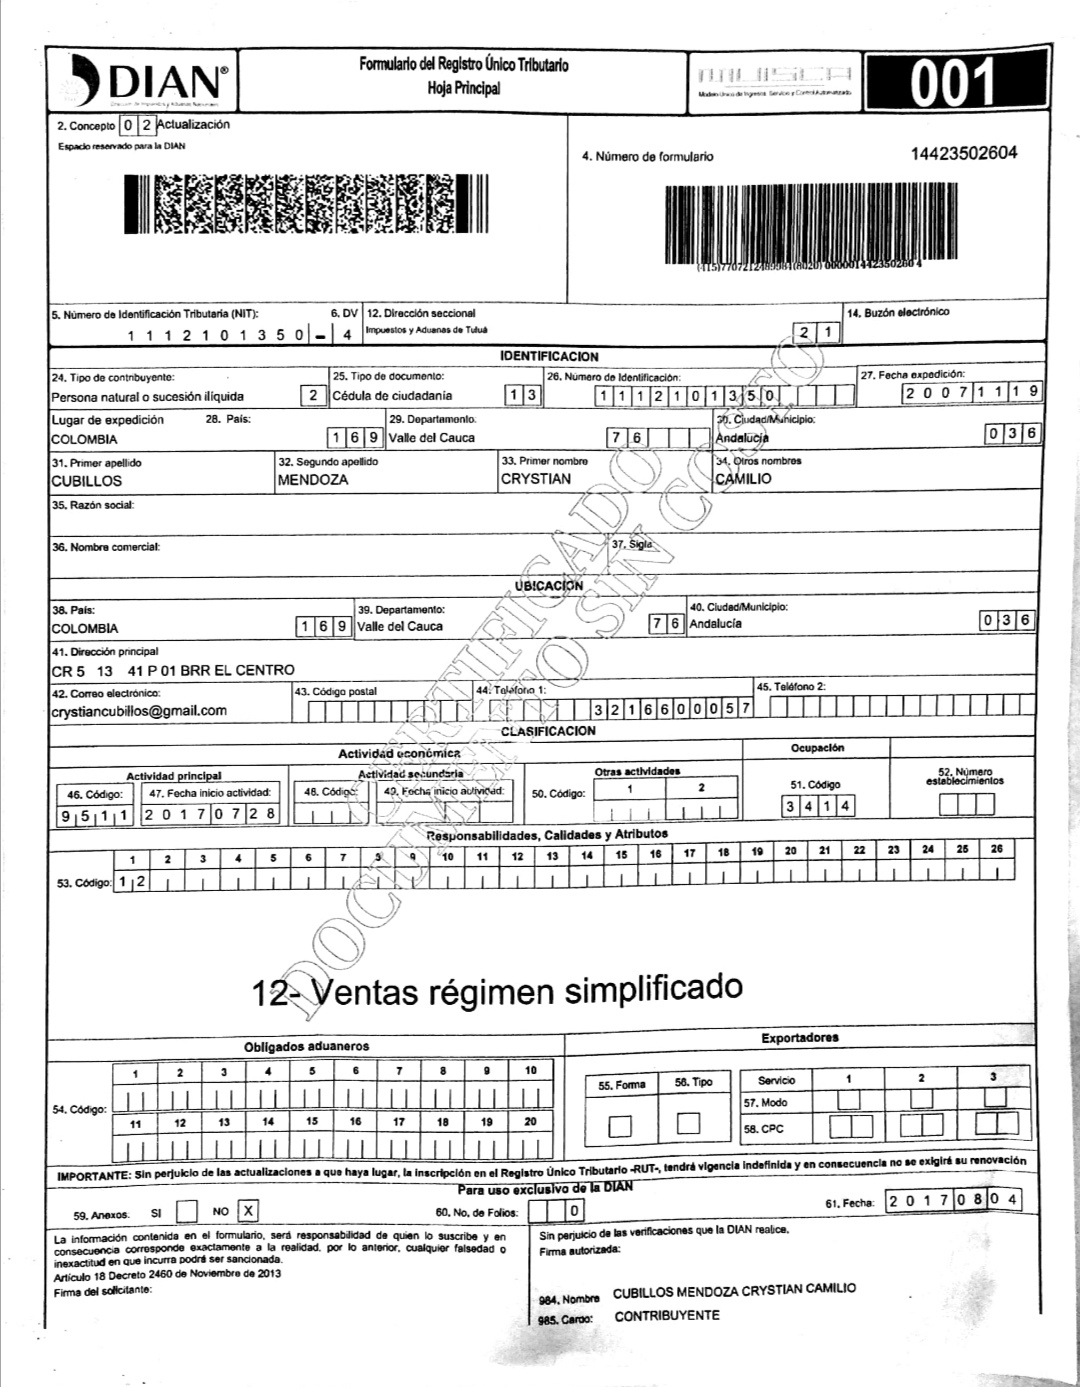 DIAN®
Dirección de Impuestos y Aduanas Nacionales
Formulario del Registro Único Tributario
Hoja Principal
MUISCA
Modelo Único de Ingresos, Servicio y Control Automatizado
001
2. Concepto 0 2 Actualización
Espacio reservado para la DIAN
4. Número de formulario 14423502604
(415)7707212489984(8020) 000001442350260 4
5. Número de Identificación Tributaria (NIT): 6. DV 12. Dirección seccional 14. Buzón electrónico
1 1 1 2 1 0 1 3 5 0 - 4 Impuestos y Aduanas de Tuluá 2 1
IDENTIFICACION
24. Tipo de contribuyente: 25. Tipo de documento: 26. Número de Identificación: 27. Fecha expedición:
Persona natural o sucesión ilíquida 2 Cédula de ciudadanía 1 3 1 1 1 2 1 0 1 3 5 0 2 0 0 7 1 1 1 9
Lugar de expedición 28. País: 29. Departamento: 30. Ciudad/Municipio:
COLOMBIA 1 6 9 Valle del Cauca 7 6 Andalucía 0 3 6
31. Primer apellido 32. Segundo apellido 33. Primer nombre 34. Otros nombres
CUBILLOS MENDOZA CRYSTIAN CAMILIO
35. Razón social:
36. Nombre comercial: 37. Sigla:
UBICACIÓN
38. País: 39. Departamento: 40. Ciudad/Municipio:
COLOMBIA 1 6 9 Valle del Cauca 7 6 Andalucía 0 3 6
41. Dirección principal
CR 5 13 41 P 01 BRR EL CENTRO
42. Correo electrónico: 43. Código postal 44. Teléfono 1: 45. Teléfono 2:
crystiancubillos@gmail.com 3 2 1 6 6 0 0 0 5 7
CLASIFICACION
Actividad económica Ocupación
Actividad principal Actividad secundaria Otras actividades 52. Número establecimientos
46. Código: 47. Fecha inicio actividad: 48. Código: 49. Fecha inicio actividad: 50. Código: 1 2 51. Código
9 5 1 1 2 0 1 7 0 7 2 8 3 4 1 4
Responsabilidades, Calidades y Atributos
1 2 3 4 5 6 7 8 9 10 11 12 13 14 15 16 17 18 19 20 21 22 23 24 25 26
53. Código: 1 2
CERTIFICADO
DOCUMENTO SIN COSTO
12- Ventas régimen simplificado
Obligados aduaneros Exportadores
1 2 3 4 5 6 7 8 9 10
55. Forma 56. Tipo Servicio 1 2 3
54. Código: 57. Modo
11 12 13 14 15 16 17 18 19 20
58. CPC
IMPORTANTE: Sin perjuicio de las actualizaciones a que haya lugar, la inscripción en el Registro Único Tributario -RUT-, tendrá vigencia indefinida y en consecuencia no se exigirá su renovación
Para uso exclusivo de la DIAN
59. Anexos: SI NO X 60. No. de Folios: 0 61. Fecha: 2 0 1 7 0 8 0 4
La información contenida en el formulario, será responsabilidad de quien lo suscribe y en
consecuencia corresponde exactamente a la realidad, por lo anterior, cualquier falsedad o
inexactitud en que incurra podrá ser sancionada.
Artículo 18 Decreto 2460 de Noviembre de 2013
Firma del solicitante:
Sin perjuicio de las verificaciones que la DIAN realice.
Firma autorizada:
984. Nombre CUBILLOS MENDOZA CRYSTIAN CAMILIO
985. Cargo: CONTRIBUYENTE